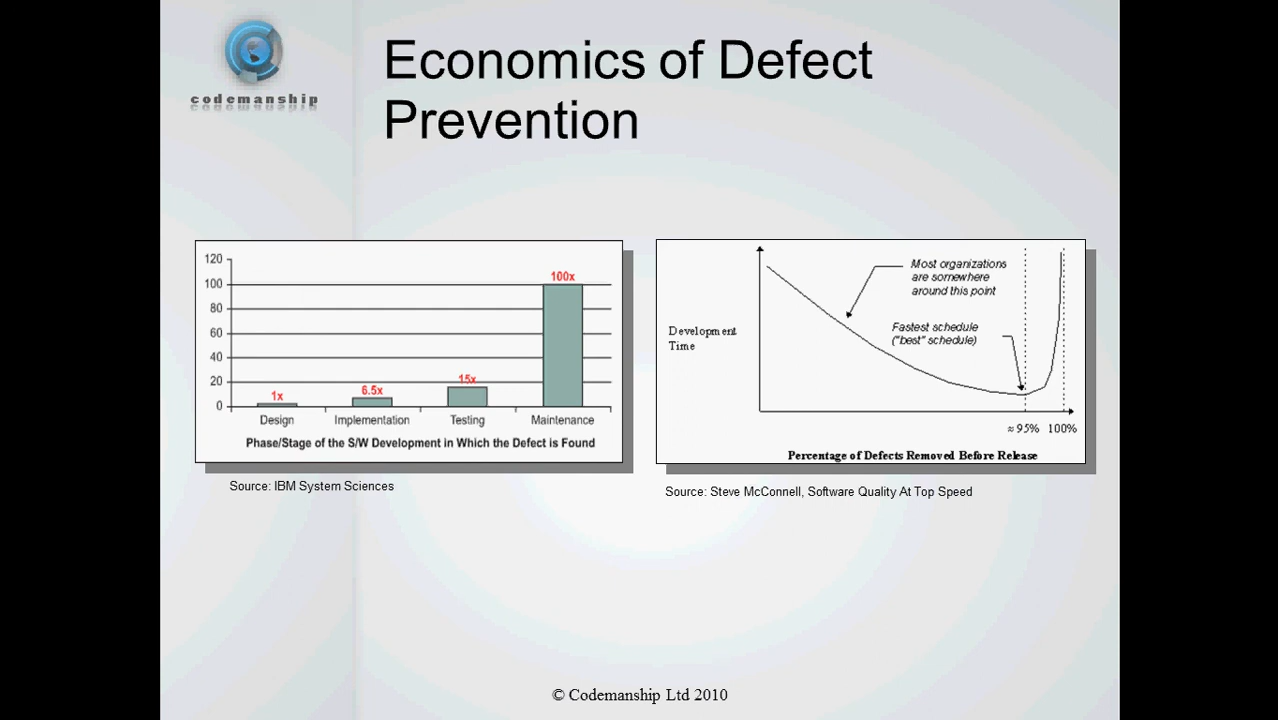 codemanship
Economics of Defect
Prevention
120
100
80
60
40
20
0
1x
6.5x
15x
100x
Design
Implementation
Testing
Maintenance
Phase/Stage of the S/W Development in Which the Defect is Found
Source: IBM System Sciences
Most organizations
are somewhere
around this point
Development
Time
Fastest schedule
("best" schedule)
≈ 95%
100%
Percentage of Defects Removed Before Release
Source: Steve McConnell, Software Quality At Top Speed
© Codemanship Ltd 2010